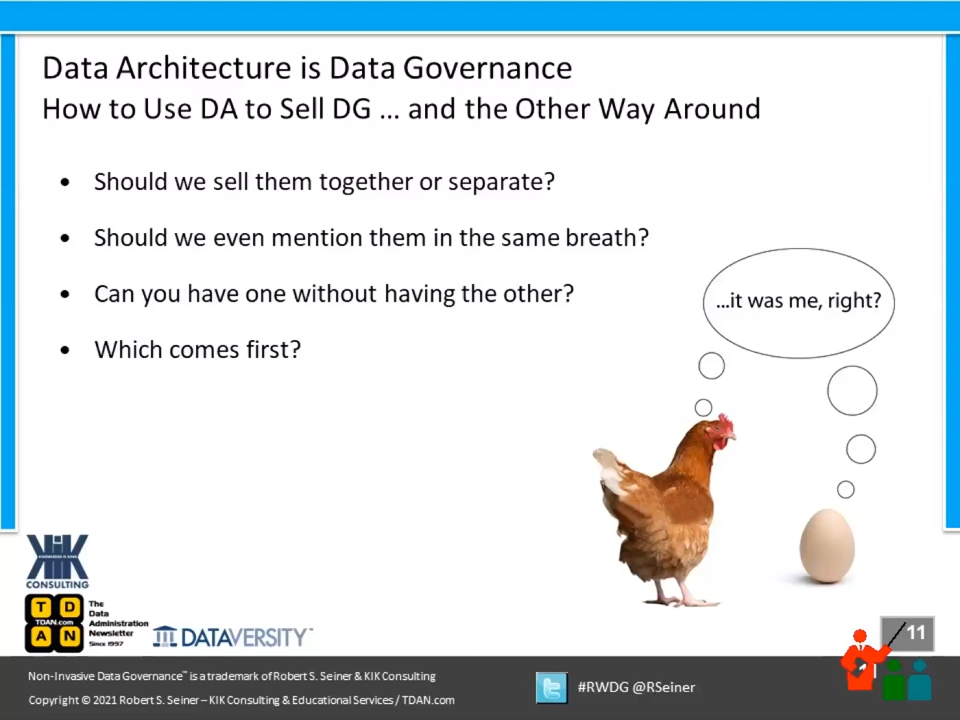 Data Architecture is Data Governance
How to Use DA to Sell DG … and the Other Way Around
• Should we sell them together or separate?
• Should we even mention them in the same breath?
• Can you have one without having the other?
• Which comes first?
...it was me, right?
KIK
CONSULTING
T D
TDAN.com
A N
The
Data
Administration
Newsletter
Since 1997
DATAVERSITY™
11
Non-Invasive Data Governance™ is a trademark of Robert S. Seiner & KIK Consulting
Copyright © 2021 Robert S. Seiner – KIK Consulting & Educational Services / TDAN.com
#RWDG @RSeiner